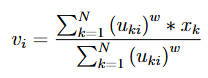 v_i = \frac{\sum_{k=1}^{N} (u_{ki})^w * x_k}{\sum_{k=1}^{N} (u_{ki})^w}